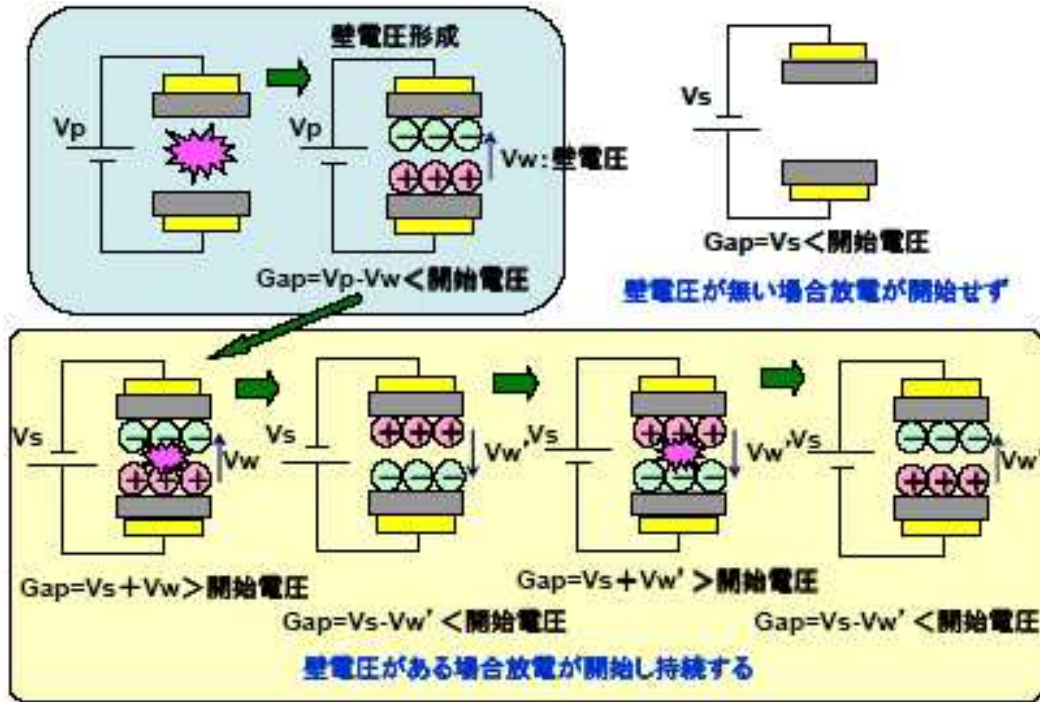 壁電圧形成
Vp
Vp
Vw:壁電圧
Gap=Vp-Vw<開始電圧
Vs
Gap=Vs<開始電圧
壁電圧が無い場合放電が開始せず
Vs
Vw
Gap=Vs+Vw>開始電圧
Vs
Vw'
Gap=Vs-Vw'<開始電圧
Vs
Vw'
Gap=Vs+Vw'>開始電圧
Vs
Vw'
Gap=Vs-Vw'<開始電圧
壁電圧がある場合放電が開始し持続する